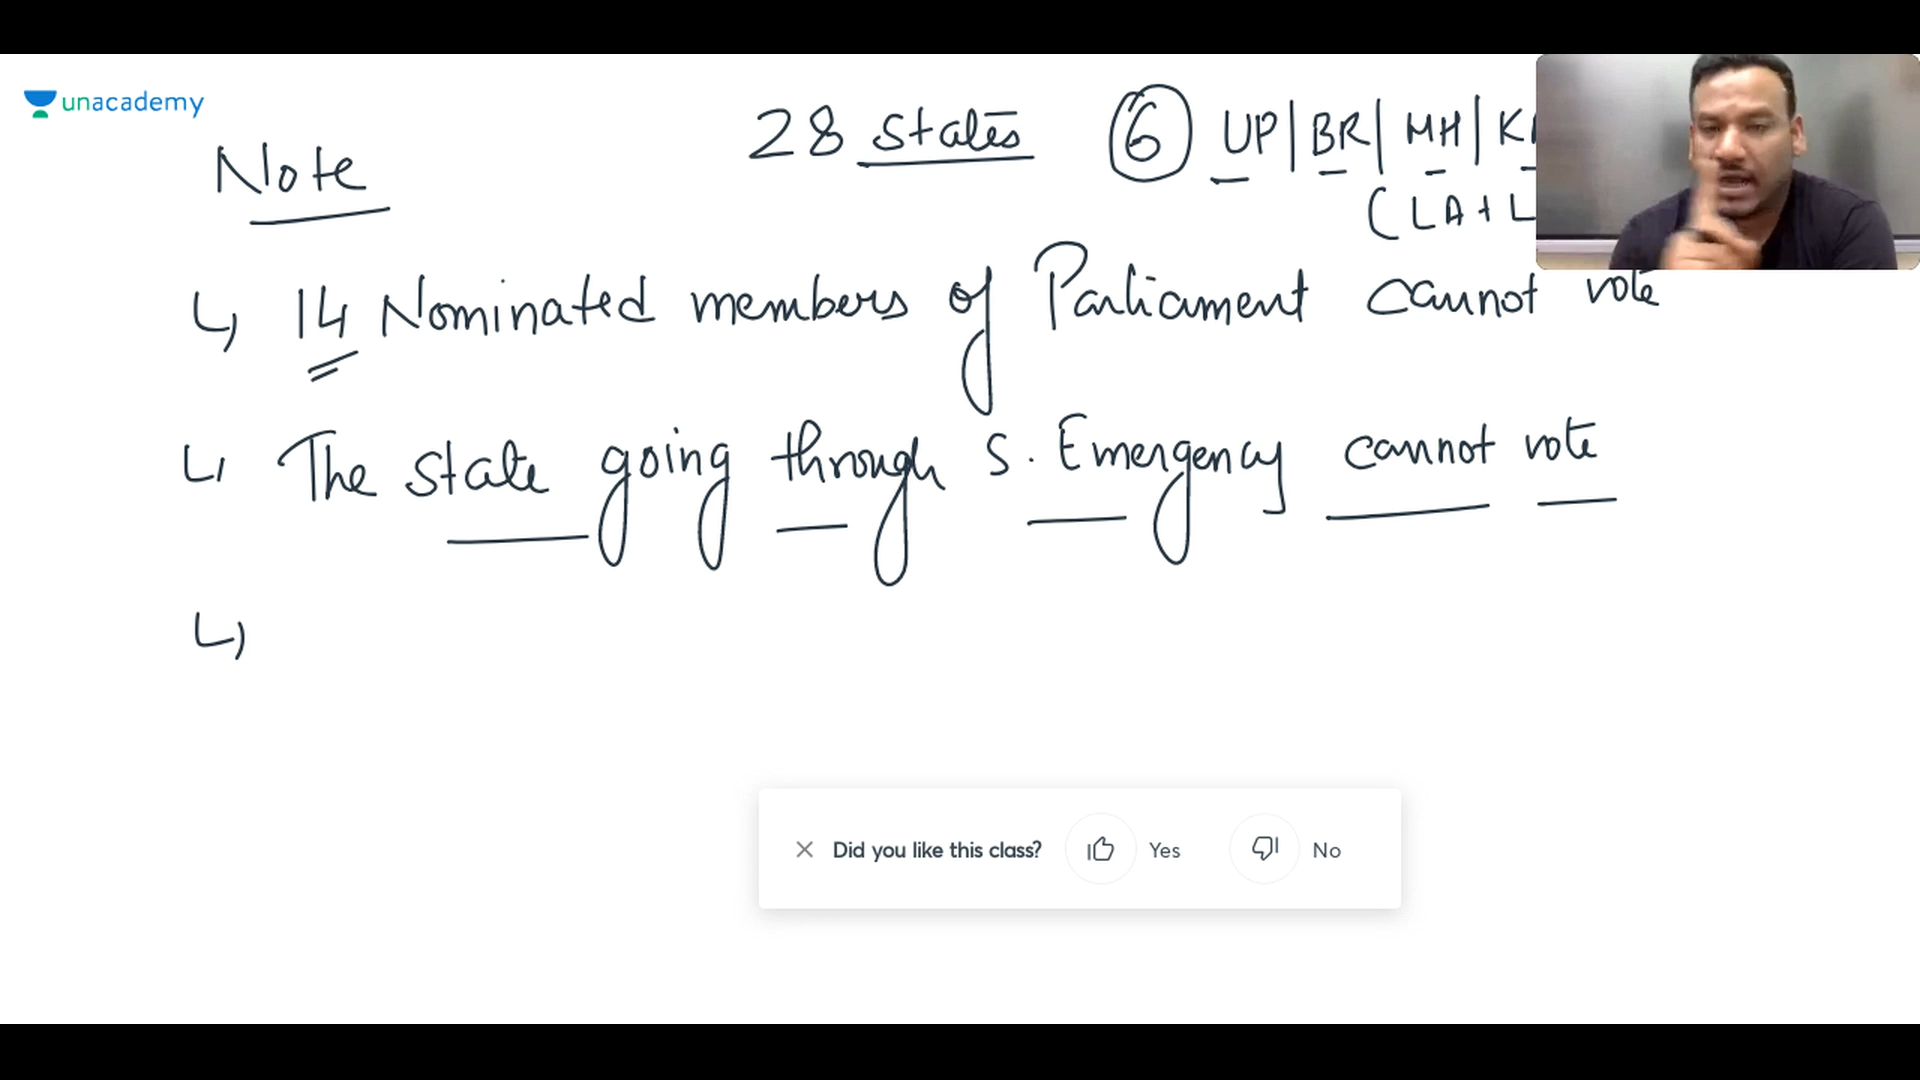 unacademy
28 states 6 UP|BR|MH|K
Note
(LA+L
↳ 14 Nominated members of Parliament cannot vote
↳ The state going through S. Emergency cannot vote
↳
Did you like this class? Yes No